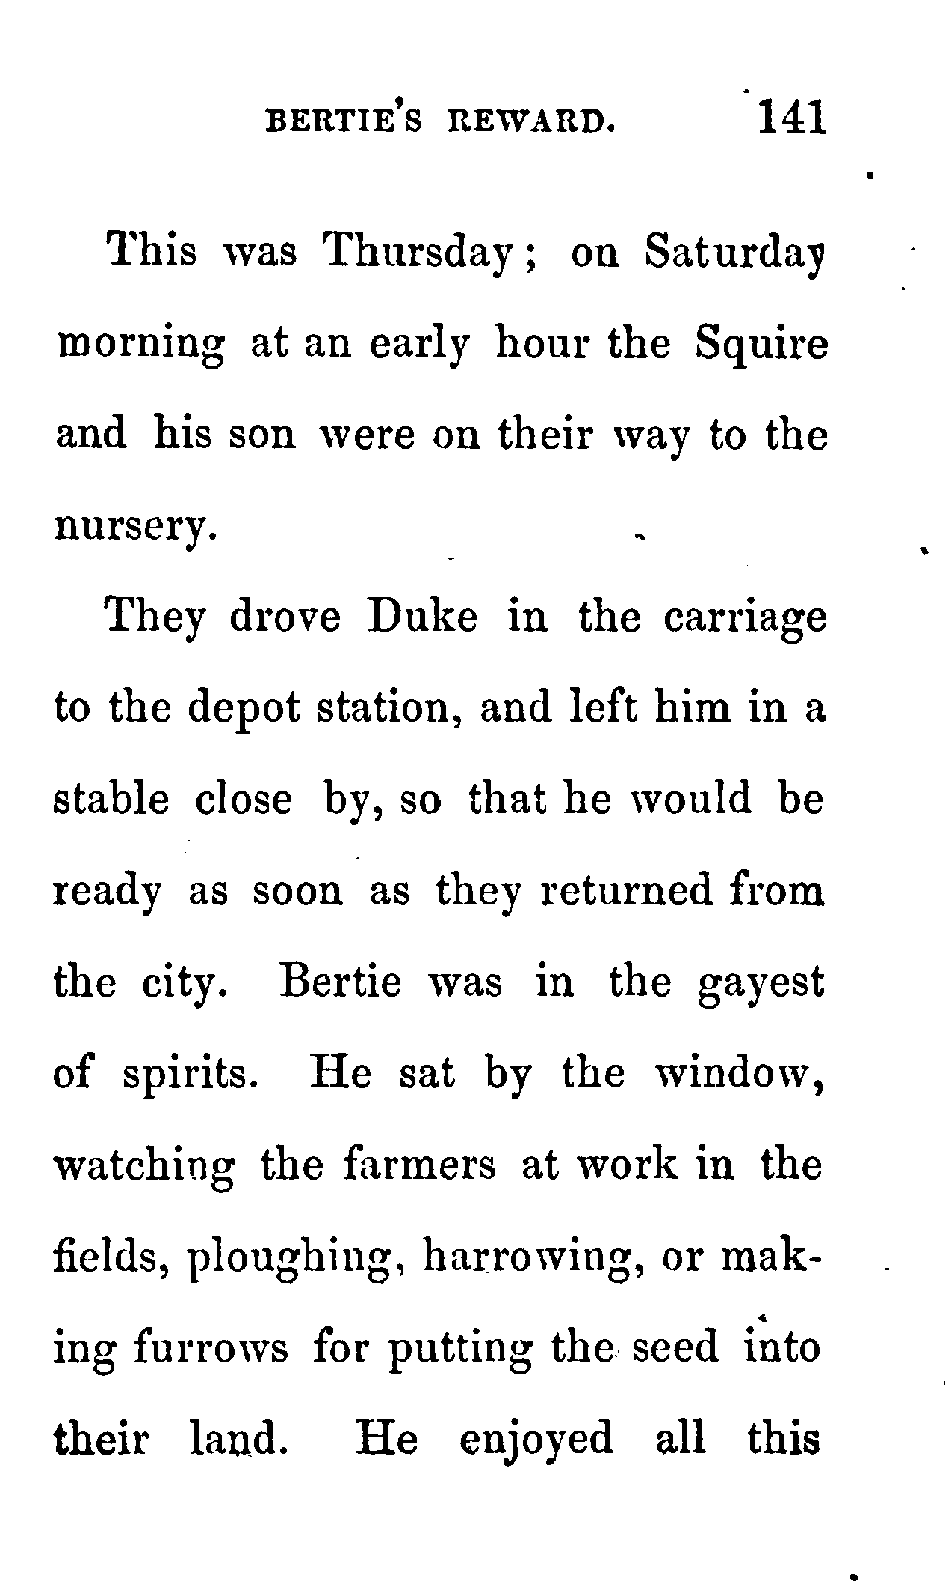 BERTIE'S REWARD. 141
This was Thursday; on Saturday
morning at an early hour the Squire
and his son were on their way to the
nursery.
They drove Duke in the carriage
to the depot station, and left him in a
stable close by, so that he would be
ready as soon as they returned from
the city. Bertie was in the gayest
of spirits. He sat by the window,
watching the farmers at work in the
fields, ploughing, harrowing, or mak-
ing furrows for putting the seed into
their land. He enjoyed all this